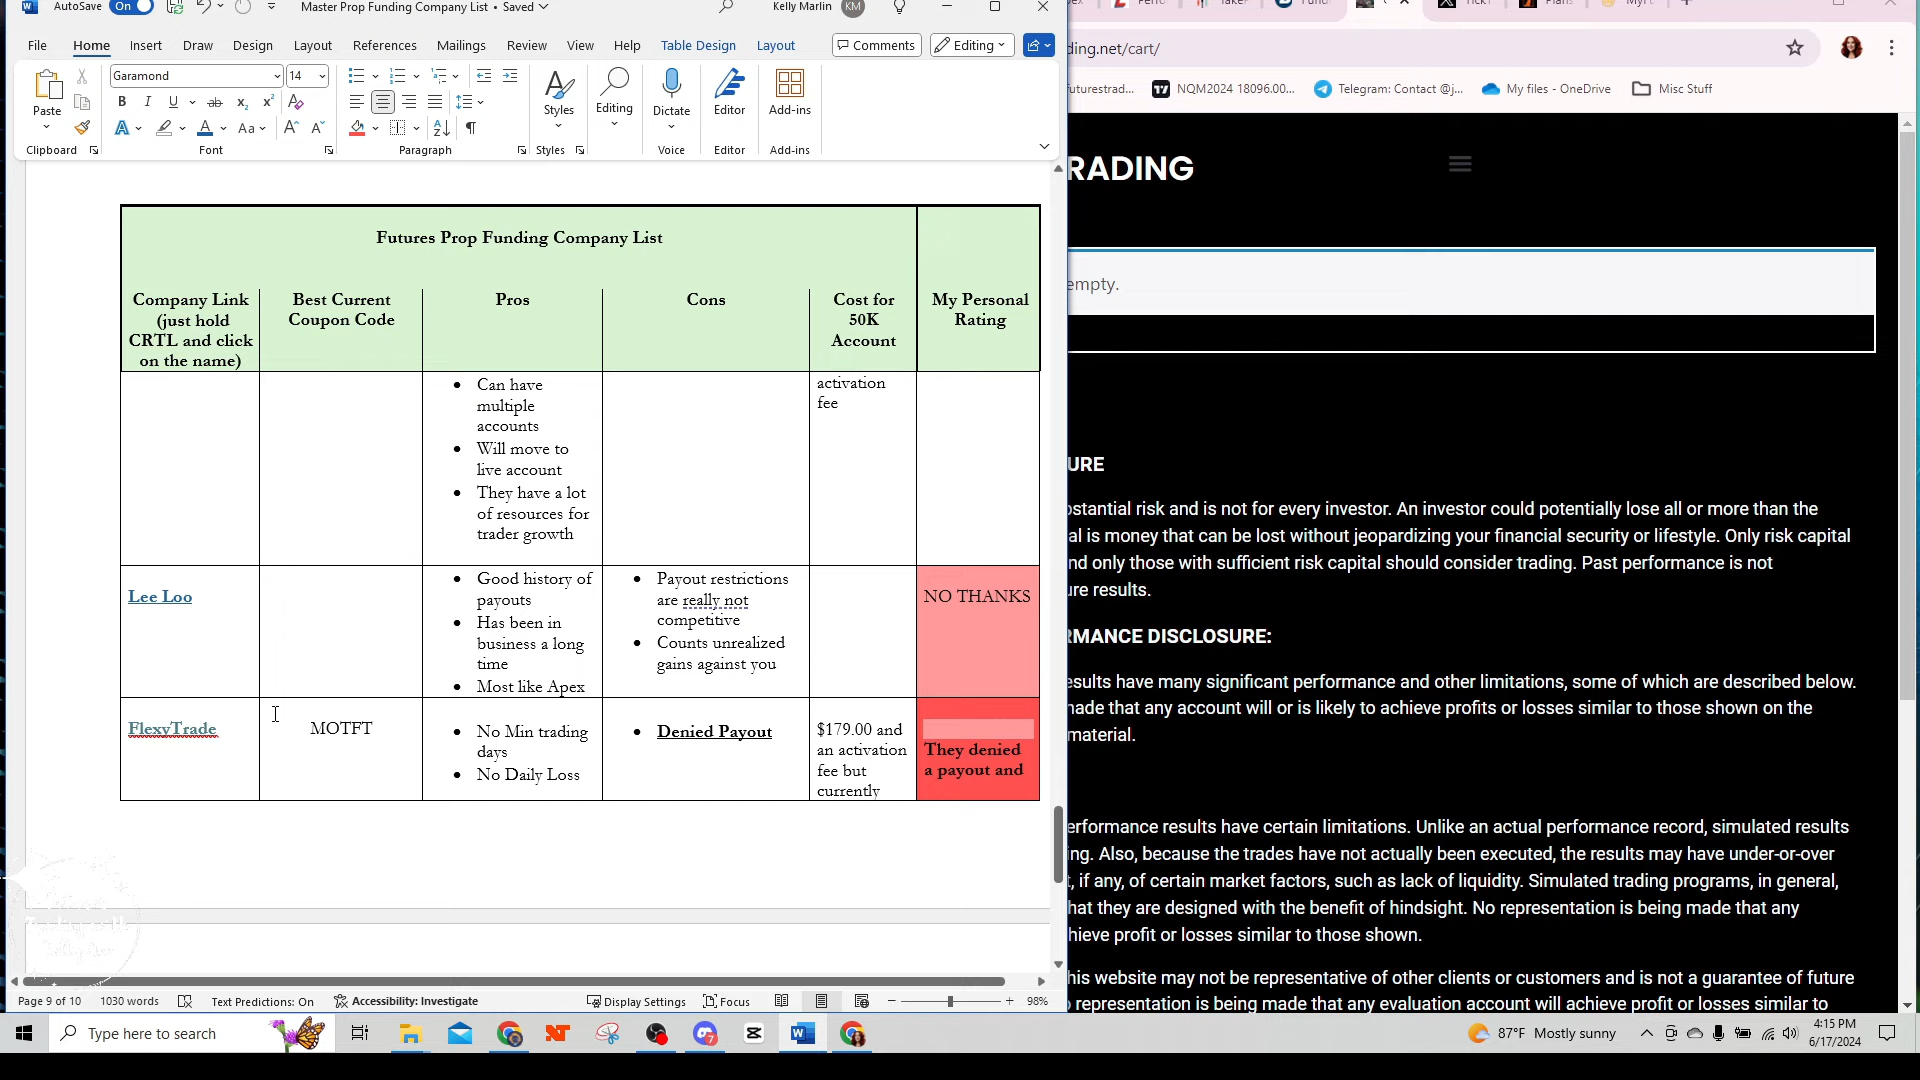 AutoSave On
Master Prop Funding Company List • Saved
Kelly Marlin KM
File Home Insert Draw Design Layout References Mailings Review View Help Table Design Layout
Comments Editing
Garamond 14
Paste Styles Editing Dictate Editor Add-ins
Clipboard Font Paragraph Styles Voice Editor Add-ins
Futures Prop Funding Company List
Company Link
(just hold
CRTL and click
on the name)
Best Current
Coupon Code
Pros
Cons
Cost for
50K
Account
My Personal
Rating
Can have
multiple
accounts
Will move to
live account
They have a lot
of resources for
trader growth
activation
fee
Lee Loo
Good history of
payouts
Has been in
business a long
time
Most like Apex
Payout restrictions
are really not
competitive
Counts unrealized
gains against you
NO THANKS
FlexyTrade
MOTFT
No Min trading
days
No Daily Loss
Denied Payout
$179.00 and
an activation
fee but
currently
They denied
a payout and
Page 9 of 10 1030 words Text Predictions: On Accessibility: Investigate Display Settings Focus 98%
ding.net/cart/
futurestrad... NQM2024 18096.00... Telegram: Contact @j... My files - OneDrive Misc Stuff
RADING
empty.
URE
ostantial risk and is not for every investor. An investor could potentially lose all or more than the
al is money that can be lost without jeopardizing your financial security or lifestyle. Only risk capital
nd only those with sufficient risk capital should consider trading. Past performance is not
ure results.
RMANCE DISCLOSURE:
esults have many significant performance and other limitations, some of which are described below.
made that any account will or is likely to achieve profits or losses similar to those shown on the
material.
erformance results have certain limitations. Unlike an actual performance record, simulated results
ing. Also, because the trades have not actually been executed, the results may have under-or-over
t, if any, of certain market factors, such as lack of liquidity. Simulated trading programs, in general,
hat they are designed with the benefit of hindsight. No representation is being made that any
hieve profit or losses similar to those shown.
his website may not be representative of other clients or customers and is not a guarantee of future
o representation is being made that any evaluation account will achieve profit or losses similar to
Type here to search
87°F Mostly sunny
4:15 PM
6/17/2024